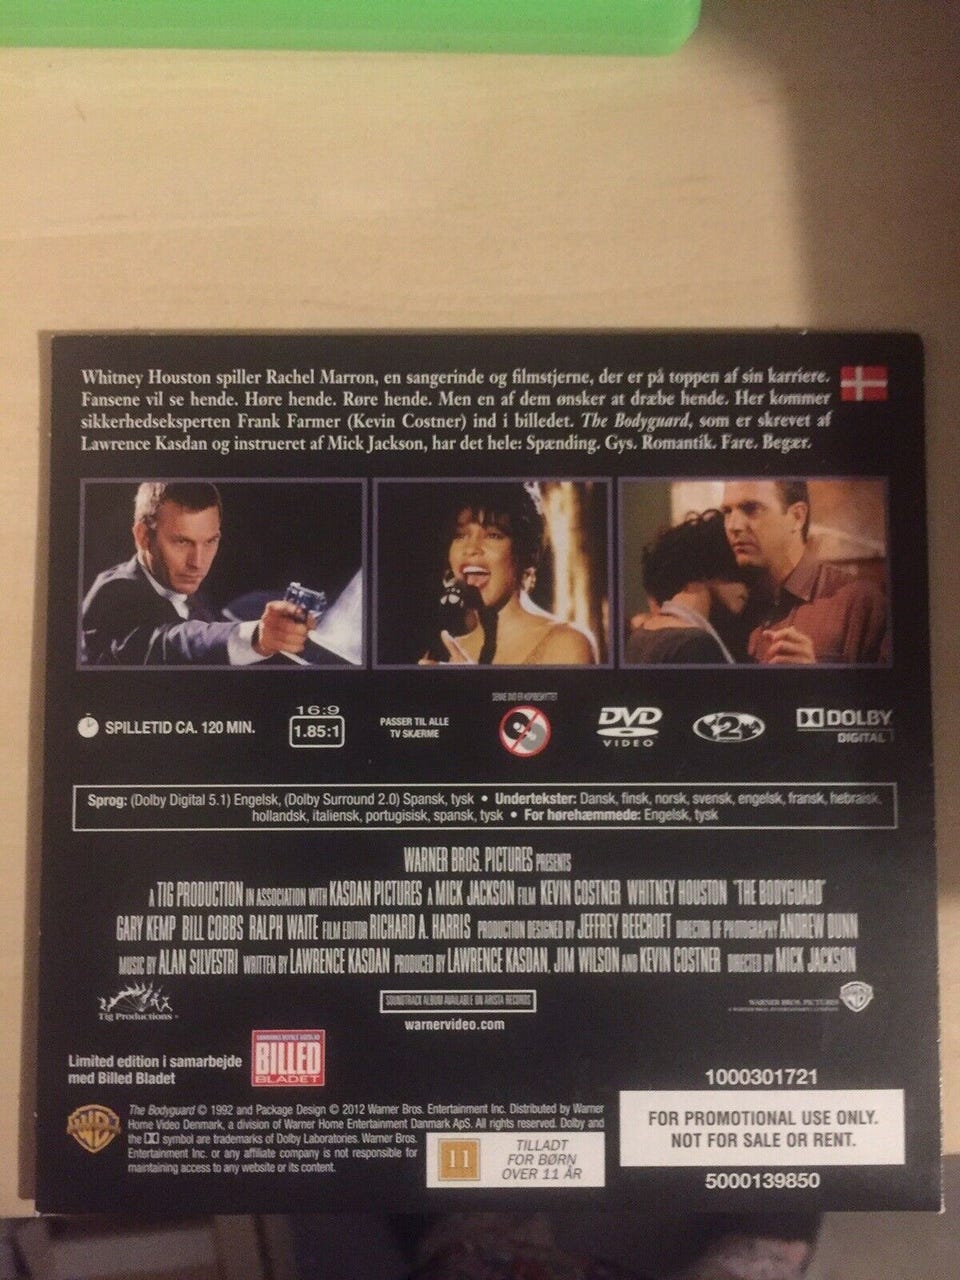 Whitney Houston spiller Rachel Marron, en sangerinde og filmstjerne, der er på toppen af sin karriere.
Fansene vil se hende. Høre hende. Røre hende. Men en af dem ønsker at dræbe hende. Her kommer
sikkerhedseksperten Frank Farmer (Kevin Costner) ind i billedet. The Bodyguard, som er skrevet af
Lawrence Kasdan og instrueret af Mick Jackson, har det hele: Spænding. Gys. Romantik. Fare. Begær.
SPILLETID CA. 120 MIN.
16:9
1.85:1
PASSER TIL ALLE
TV SKÆRME
DENNE DVD ER KOPIBESKYTTET
DVD
VIDEO
2
DOLBY
DIGITAL
Sprog: (Dolby Digital 5.1) Engelsk, (Dolby Surround 2.0) Spansk, tysk • Undertekster: Dansk, finsk, norsk, svensk, engelsk, fransk, hebraisk,
hollandsk, italiensk, portugisisk, spansk, tysk • For hørehæmmede: Engelsk, tysk
WARNER BROS. PICTURES PRESENTS
A TIG PRODUCTION IN ASSOCIATION WITH KASDAN PICTURES A MICK JACKSON FILM KEVIN COSTNER WHITNEY HOUSTON "THE BODYGUARD"
GARY KEMP BILL COBBS RALPH WAITE FILM EDITOR RICHARD A. HARRIS PRODUCTION DESIGNED BY JEFFREY BEECROFT DIRECTOR OF PHOTOGRAPHY ANDREW DUNN
MUSIC BY ALAN SILVESTRI WRITTEN BY LAWRENCE KASDAN PRODUCED BY LAWRENCE KASDAN, JIM WILSON AND KEVIN COSTNER DIRECTED BY MICK JACKSON
Tig Productions
SOUNDTRACK ALBUM AVAILABLE ON ARISTA RECORDS
warnervideo.com
WARNER BROS. PICTURES
A WARNER BROS. ENTERTAINMENT COMPANY
Limited edition i samarbejde
med Billed Bladet
BILLED
BLADET
The Bodyguard © 1992 and Package Design © 2012 Warner Bros. Entertainment Inc. Distributed by Warner
Home Video Denmark, a division of Warner Home Entertainment Danmark ApS. All rights reserved. Dolby and
the DD symbol are trademarks of Dolby Laboratories. Warner Bros.
Entertainment Inc. or any affiliate company is not responsible for
maintaining access to any website or its content.
11
TILLADT
FOR BØRN
OVER 11 ÅR
1000301721
FOR PROMOTIONAL USE ONLY.
NOT FOR SALE OR RENT.
5000139850